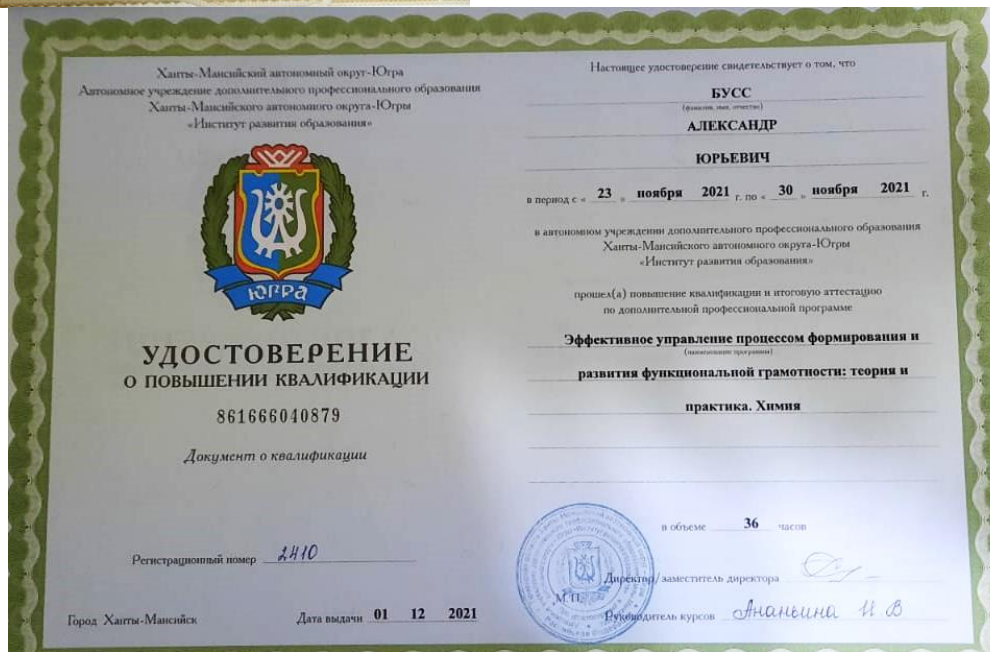 Ханты-Мансийский автономный округ-Югра
Автономное учреждение дополнительного профессионального образования
Ханты-Мансийского автономного округа-Югры
«Институт развития образования»
ЮГРА
УДОСТОВЕРЕНИЕ
О ПОВЫШЕНИИ КВАЛИФИКАЦИИ
861666040879
Документ о квалификации
Регистрационный номер 2410
Город Ханты-Мансийск Дата выдачи 01 12 2021
Настоящее удостоверение свидетельствует о том, что
БУСС
(фамилия, имя, отчество)
АЛЕКСАНДР
ЮРЬЕВИЧ
в период с « 23 » ноября 2021 г. по « 30 » ноября 2021 г.
в автономном учреждении дополнительного профессионального образования
Ханты-Мансийского автономного округа-Югры
«Институт развития образования»
прошел(а) повышение квалификации и итоговую аттестацию
по дополнительной профессиональной программе
Эффективное управление процессом формирования и
(наименование программы)
развития функциональной грамотности: теория и
практика. Химия
в объеме 36 часов
Директор/заместитель директора
М.П.
Руководитель курсов Ананьина И. В